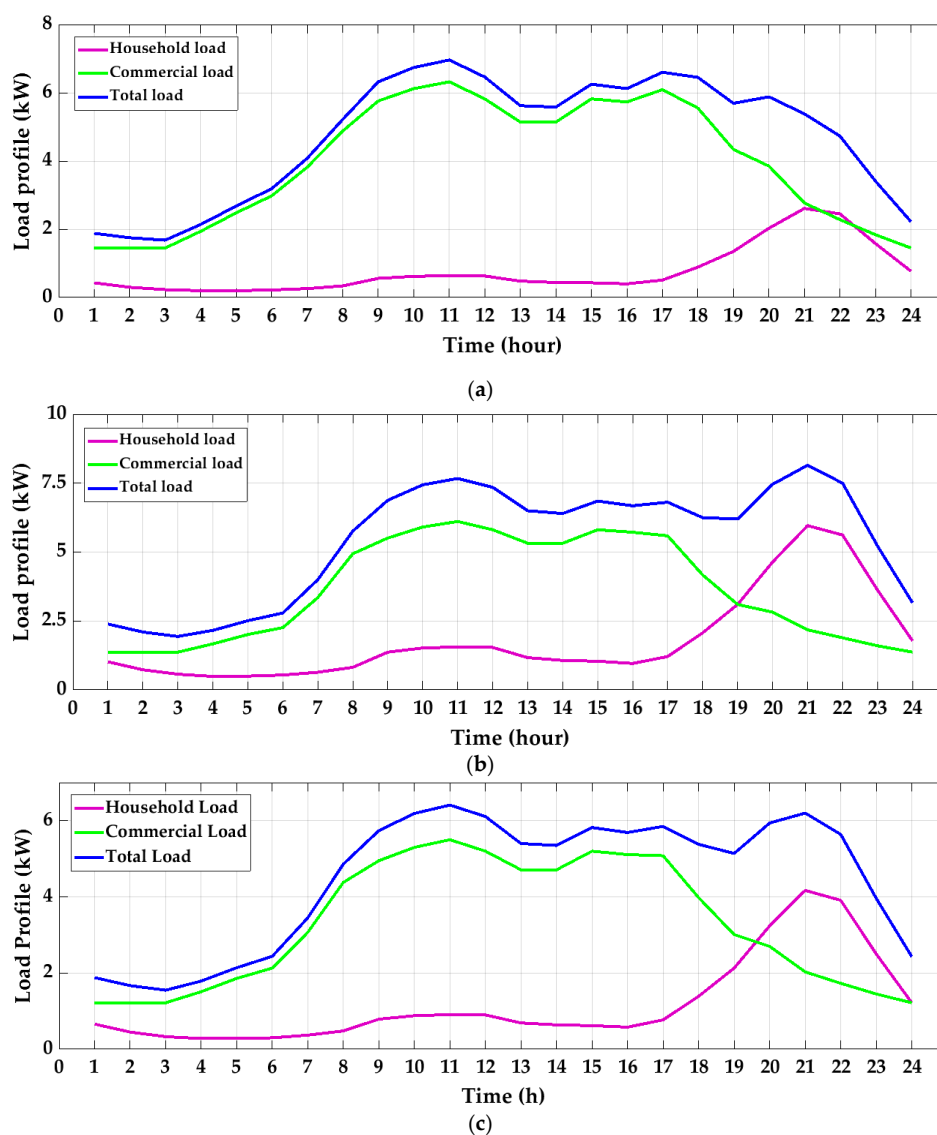 8
6
4
2
0
Load profile (kW)
Household load
Commercial load
Total load
0 1 2 3 4 5 6 7 8 9 10 11 12 13 14 15 16 17 18 19 20 21 22 23 24
Time (hour)
(a)
10
7.5
5
2.5
0
Load profile (kW)
Household load
Commercial load
Total load
0 1 2 3 4 5 6 7 8 9 10 11 12 13 14 15 16 17 18 19 20 21 22 23 24
Time (hour)
(b)
6
4
2
0
Load Profile (kW)
Household Load
Commercial Load
Total Load
0 1 2 3 4 5 6 7 8 9 10 11 12 13 14 15 16 17 18 19 20 21 22 23 24
Time (h)
(c)